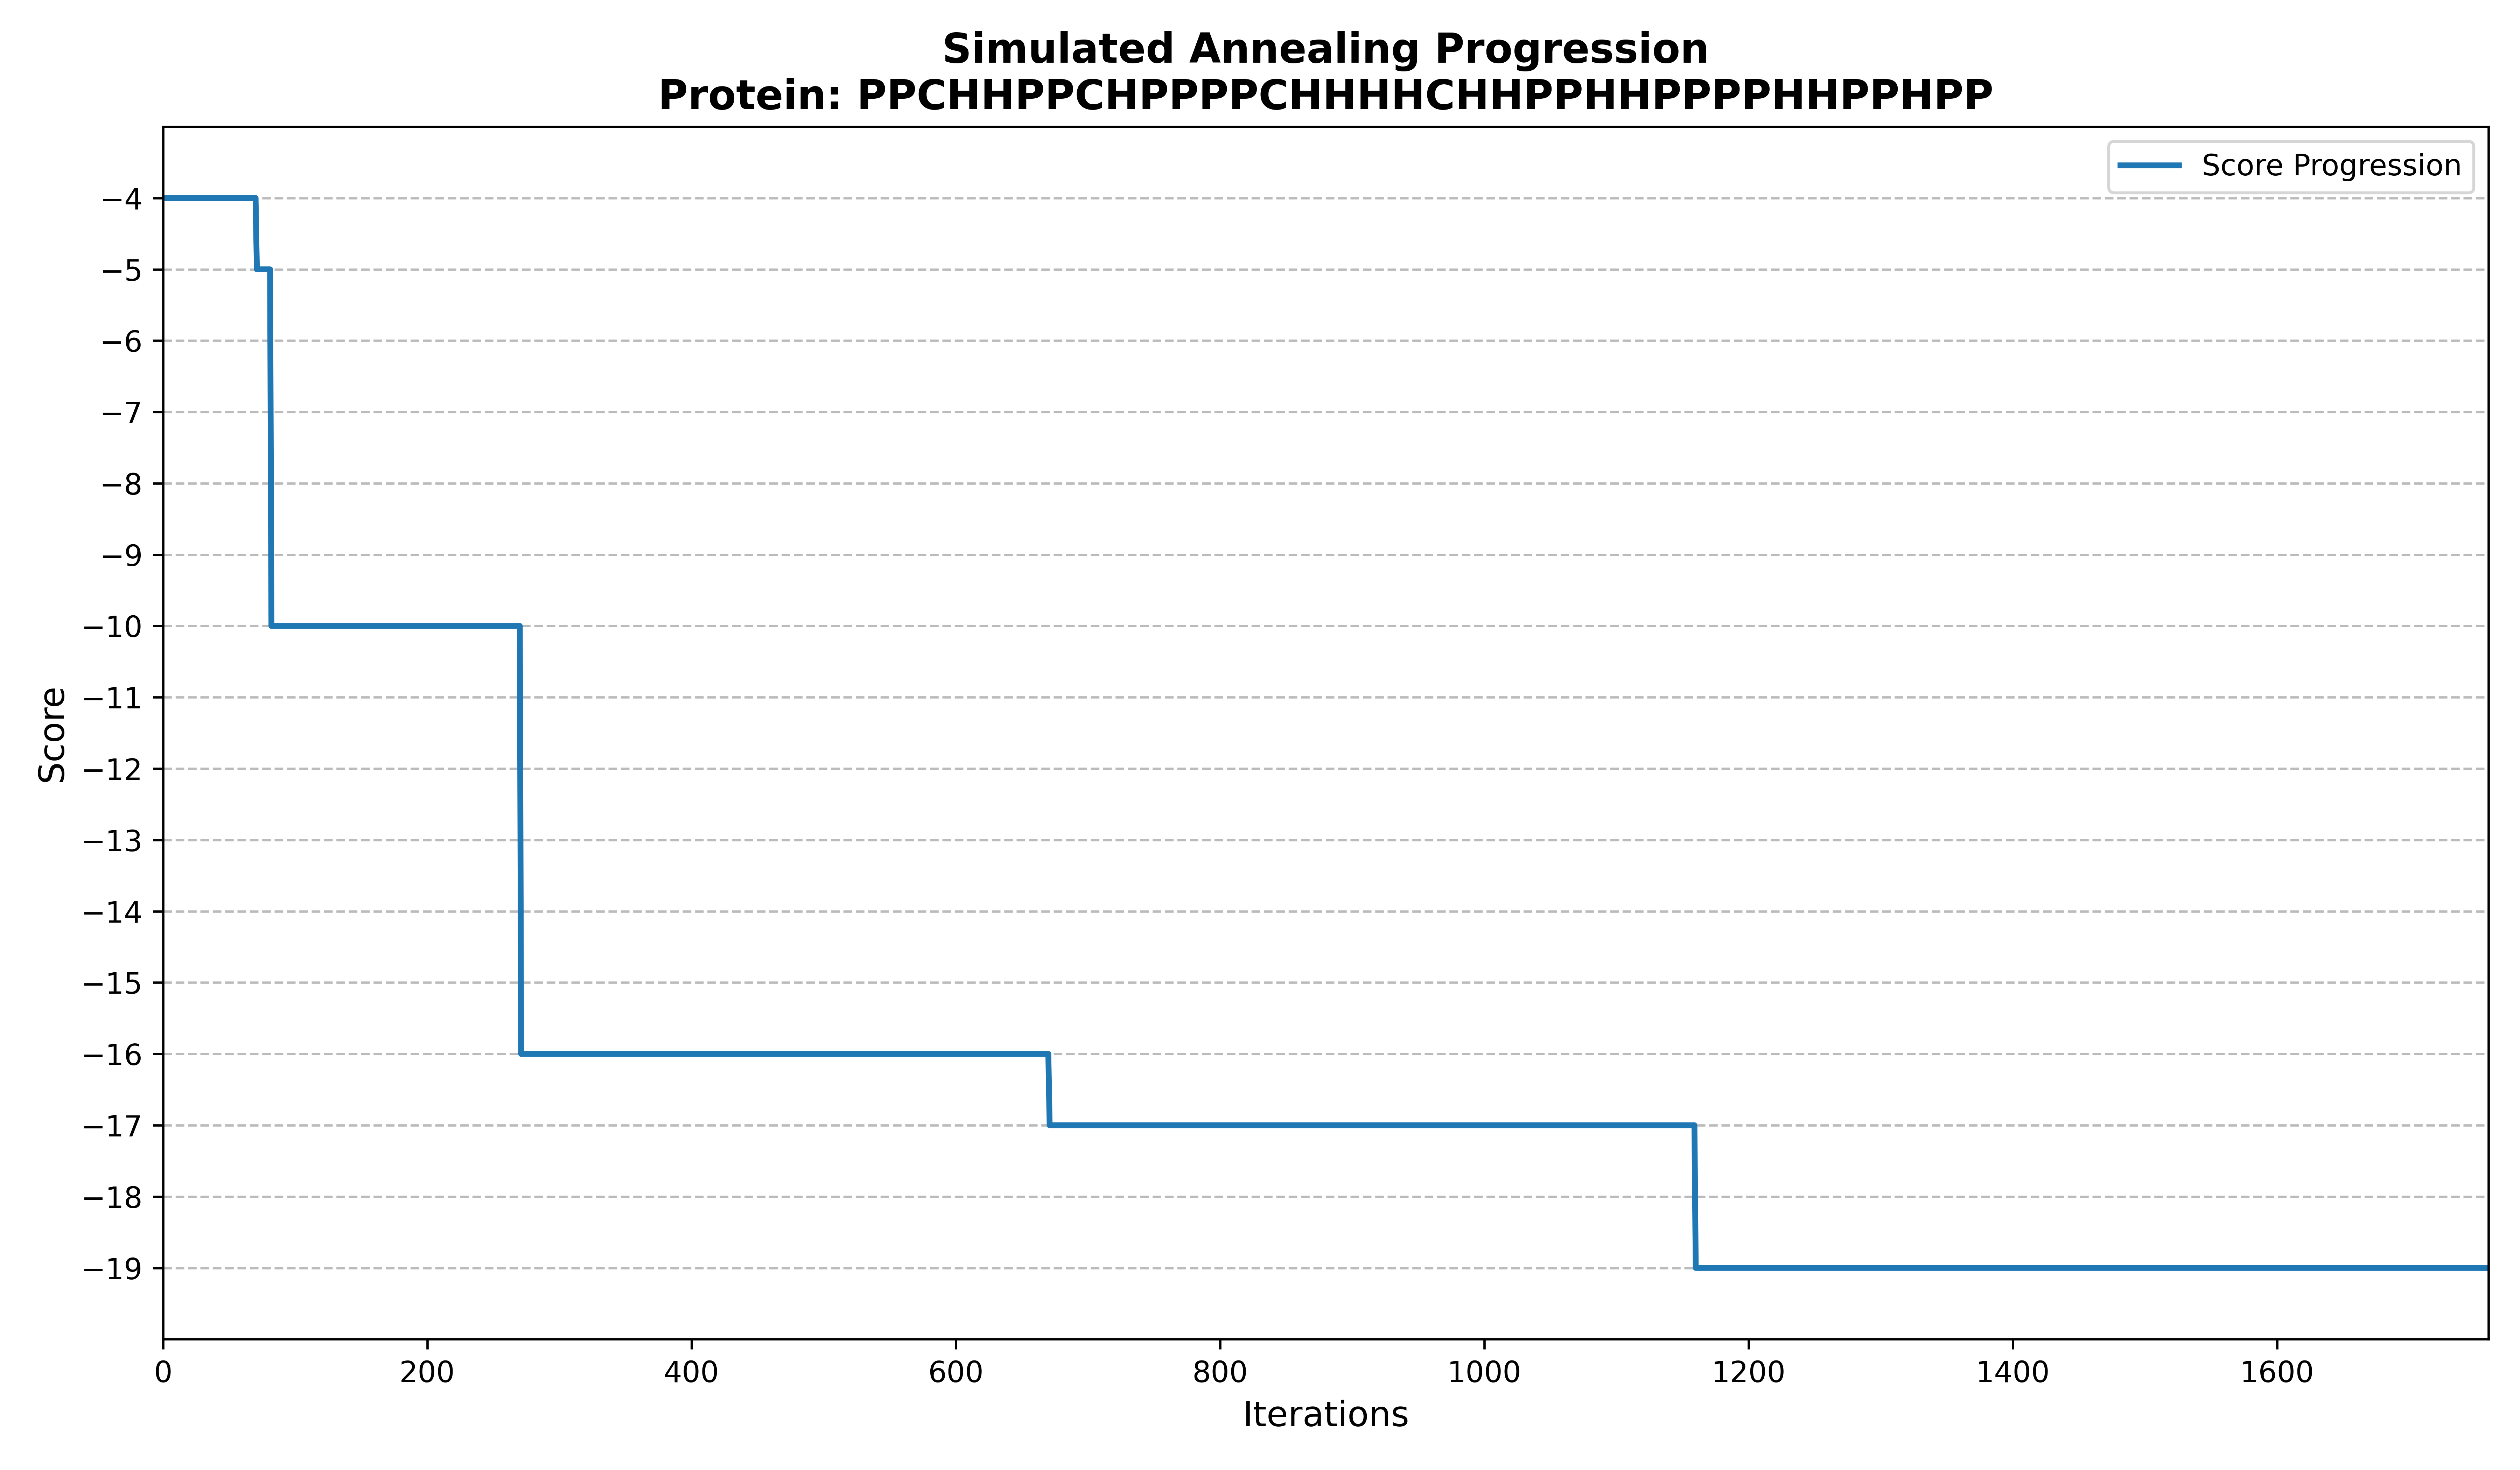 Simulated Annealing Progression
Protein: PPCHHPPCHPPPPCHHHHCHHPPHHPPPPHHPPHPP
Score Progression
−4
−5
−6
−7
−8
−9
−10
−11
−12
−13
−14
−15
−16
−17
−18
−19
Score
0 200 400 600 800 1000 1200 1400 1600
Iterations